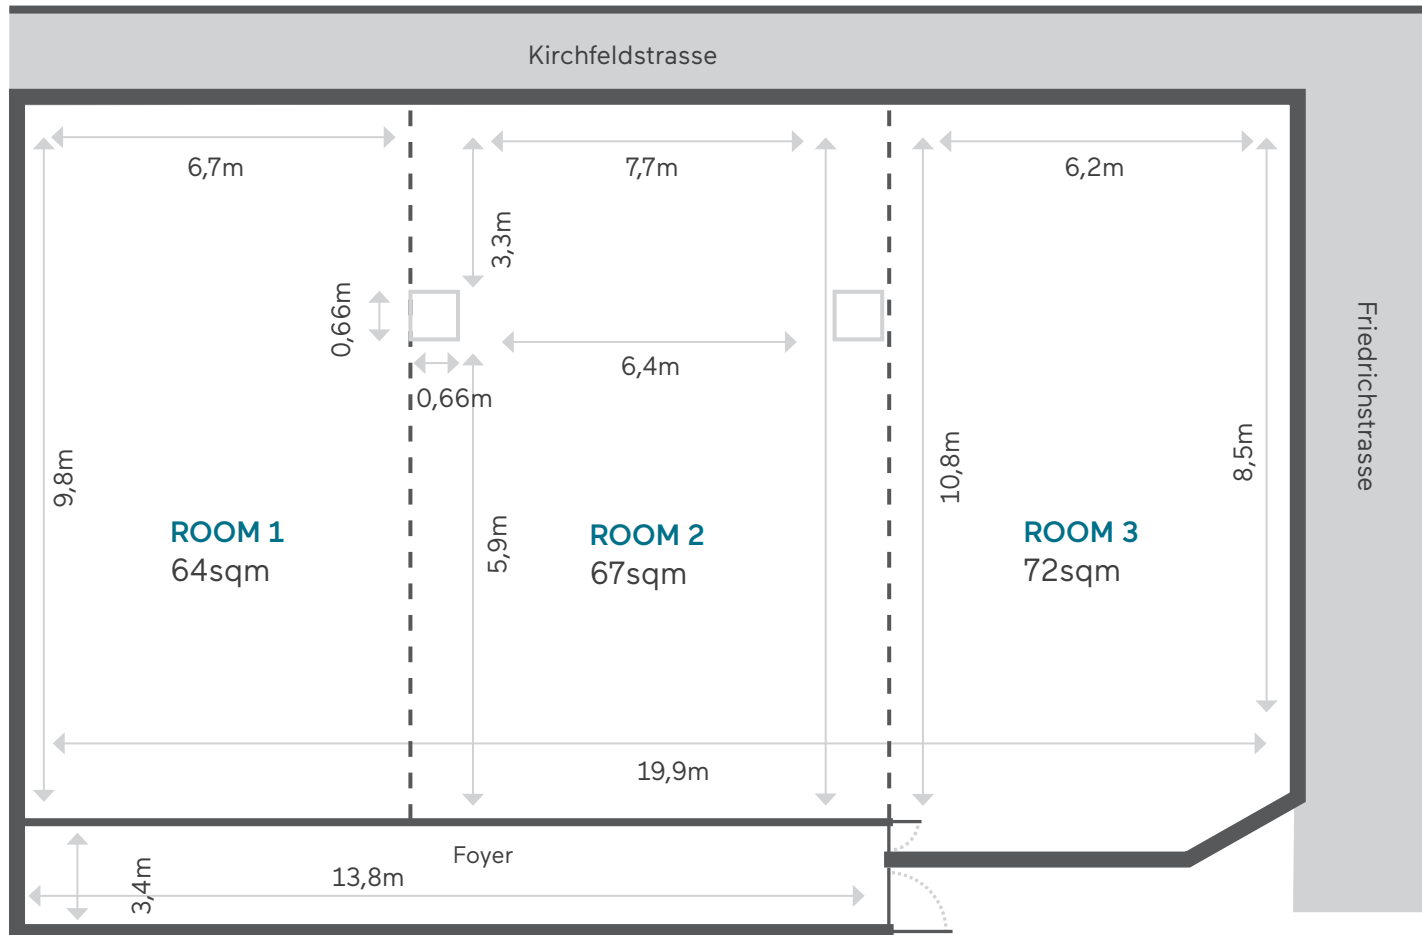 Kirchfeldstrasse
6,7m
7,7m
6,2m
3,3m
0,66m
6,4m
0,66m
Friedrichstrasse
9,8m
10,8m
8,5m
5,9m
ROOM 1
64sqm
ROOM 2
67sqm
ROOM 3
72sqm
19,9m
Foyer
13,8m
3,4m